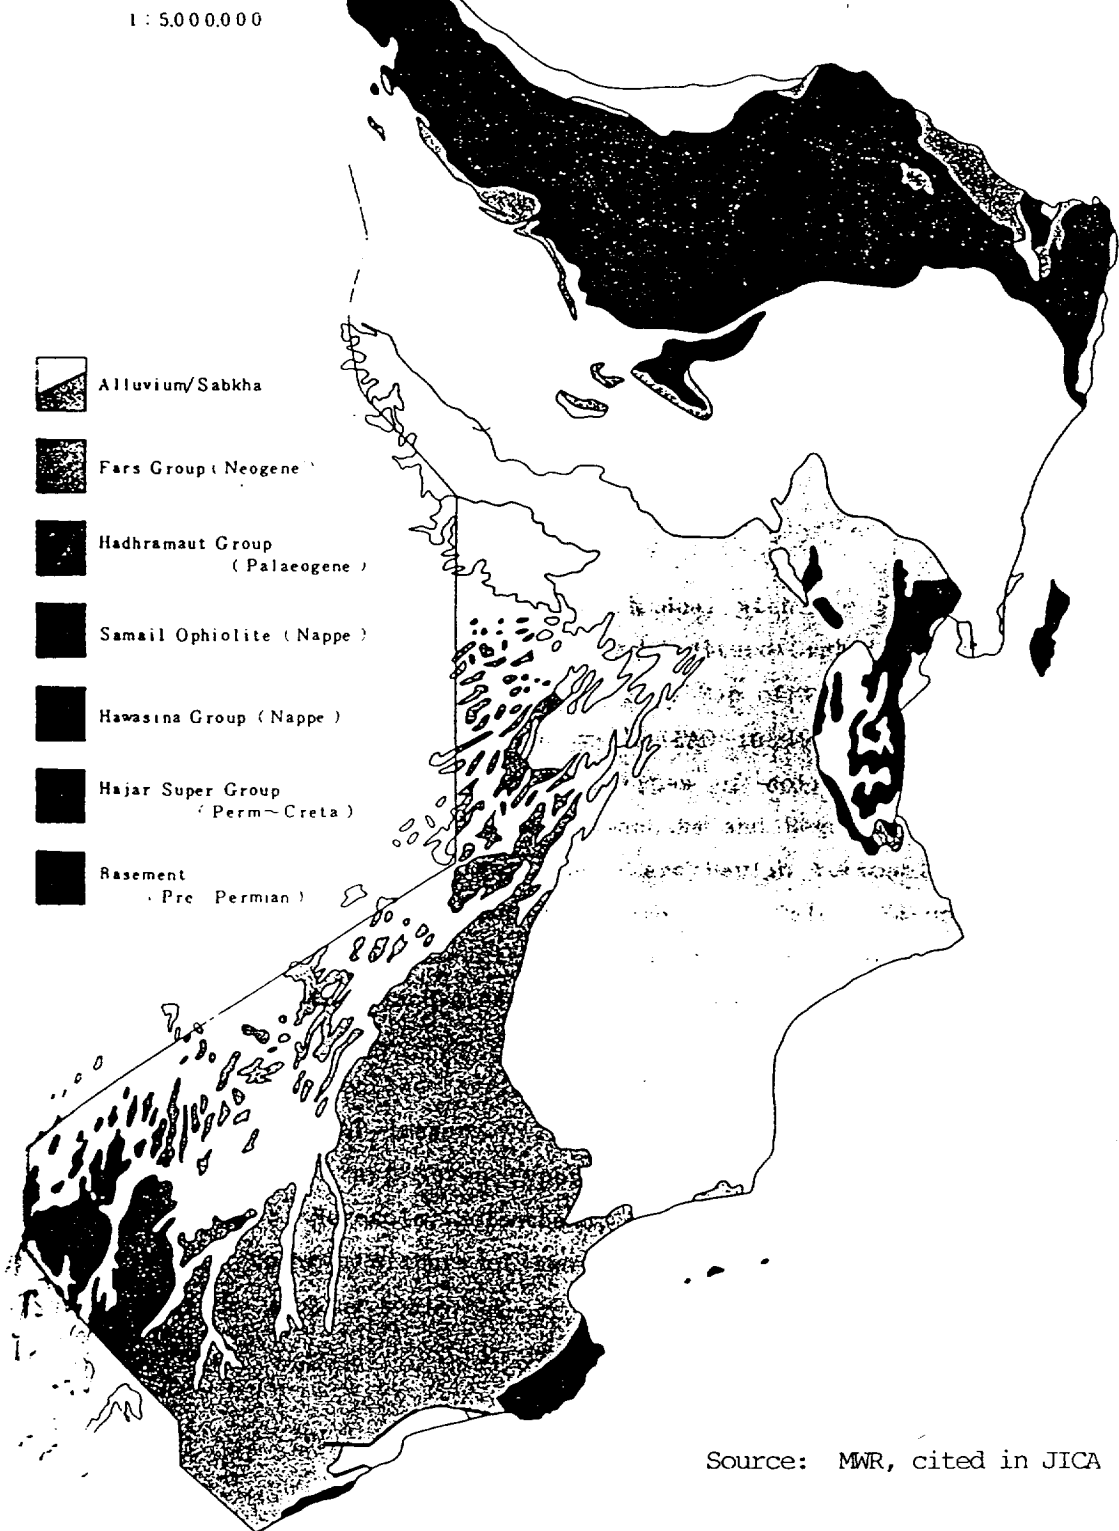 1 : 5.000.000
Alluvium/Sabkha
Fars Group (Neogene)
Hadhramaut Group
(Palaeogene)
Samail Ophiolite (Nappe)
Hawasina Group (Nappe)
Hajar Super Group
(Perm~Creta)
Basement
Pre Permian)
Source: MWR, cited in JICA